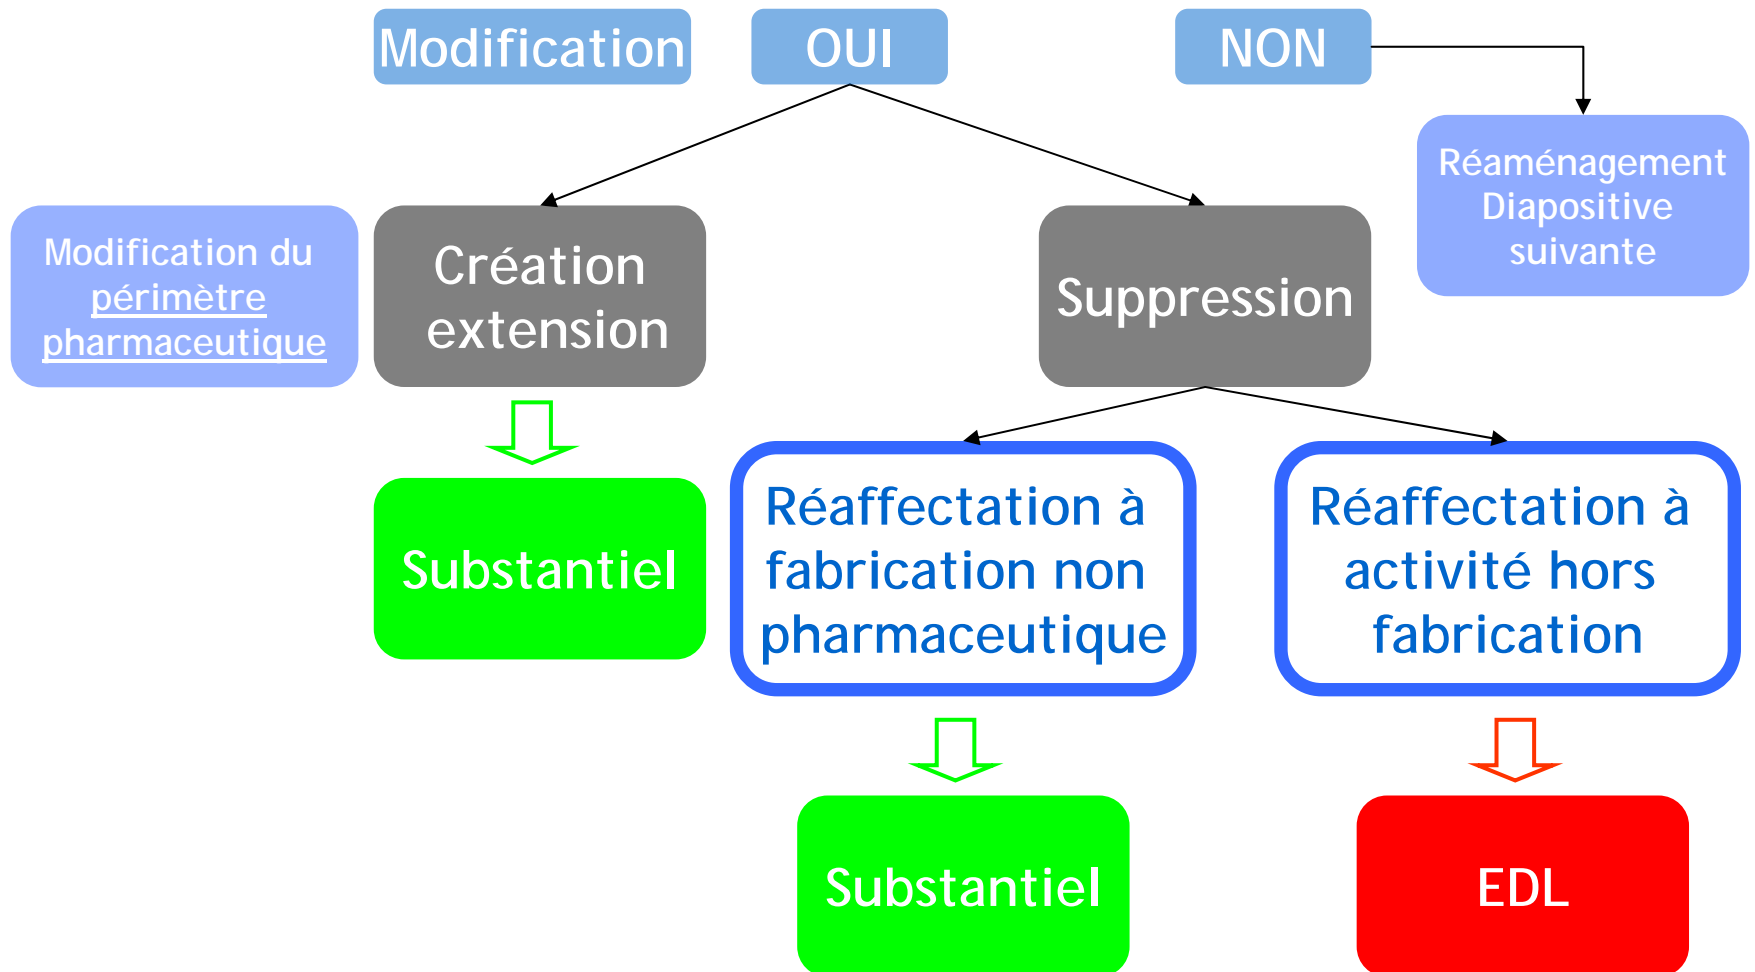 Modification
OUI
NON
Réaménagement
Diapositive
suivante
Modification du
périmètre
pharmaceutique
Création
extension
Suppression
Substantiel
Réaffectation à
fabrication non
pharmaceutique
Réaffectation à
activité hors
fabrication
Substantiel
EDL